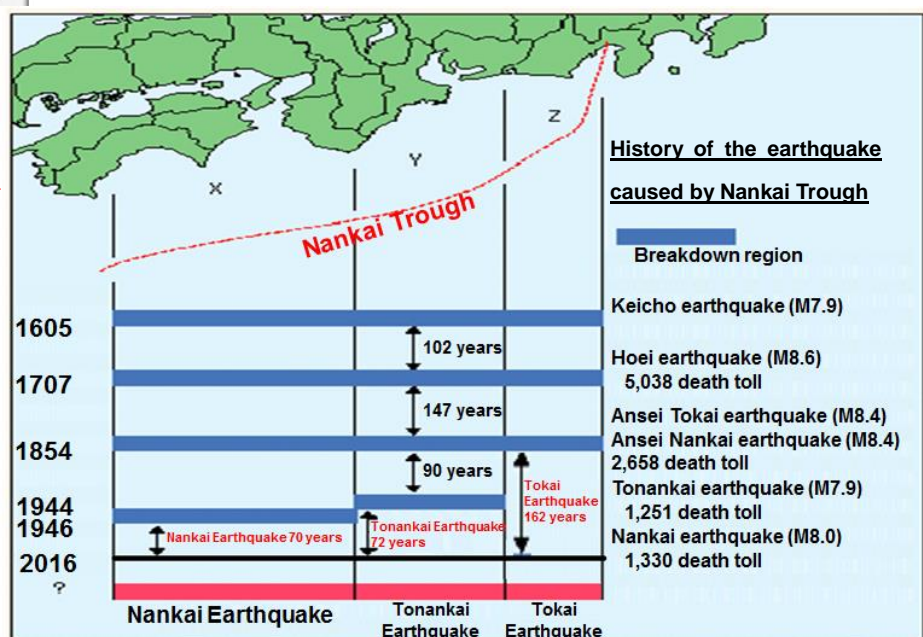 X
Y
Z
Nankai Trough
History of the earthquake
caused by Nankai Trough
Breakdown region
1605
Keicho earthquake (M7.9)
102 years
1707
Hoei earthquake (M8.6)
5,038 death toll
147 years
1854
Ansei Tokai earthquake (M8.4)
Ansei Nankai earthquake (M8.4)
2,658 death toll
90 years
1944
Tonankai earthquake (M7.9)
1,251 death toll
1946
Nankai earthquake (M8.0)
1,330 death toll
Nankai Earthquake 70 years
Tonankai Earthquake
72 years
Tokai
Earthquake
162 years
2016
?
Nankai Earthquake
Tonankai
Earthquake
Tokai
Earthquake